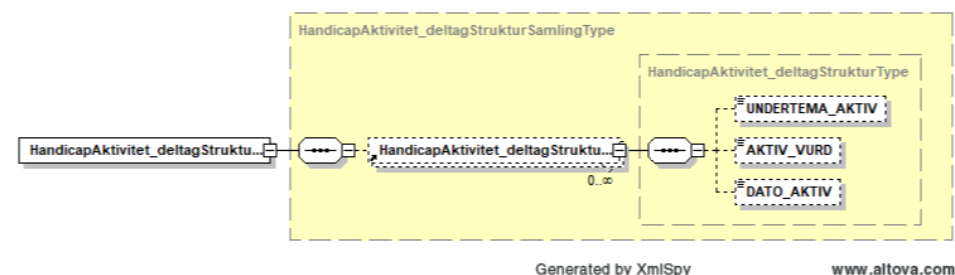 HandicapAktivitet_deltagStrukturSamlingType
HandicapAktivitet_deltagStrukturType
UNDERTEMA_AKTIV
HandicapAktivitet_deltagStruktu...
HandicapAktivitet_deltagStruktu...
AKTIV_VURD
0..∞
DATO_AKTIV
Generated by XmlSpy www.altova.com